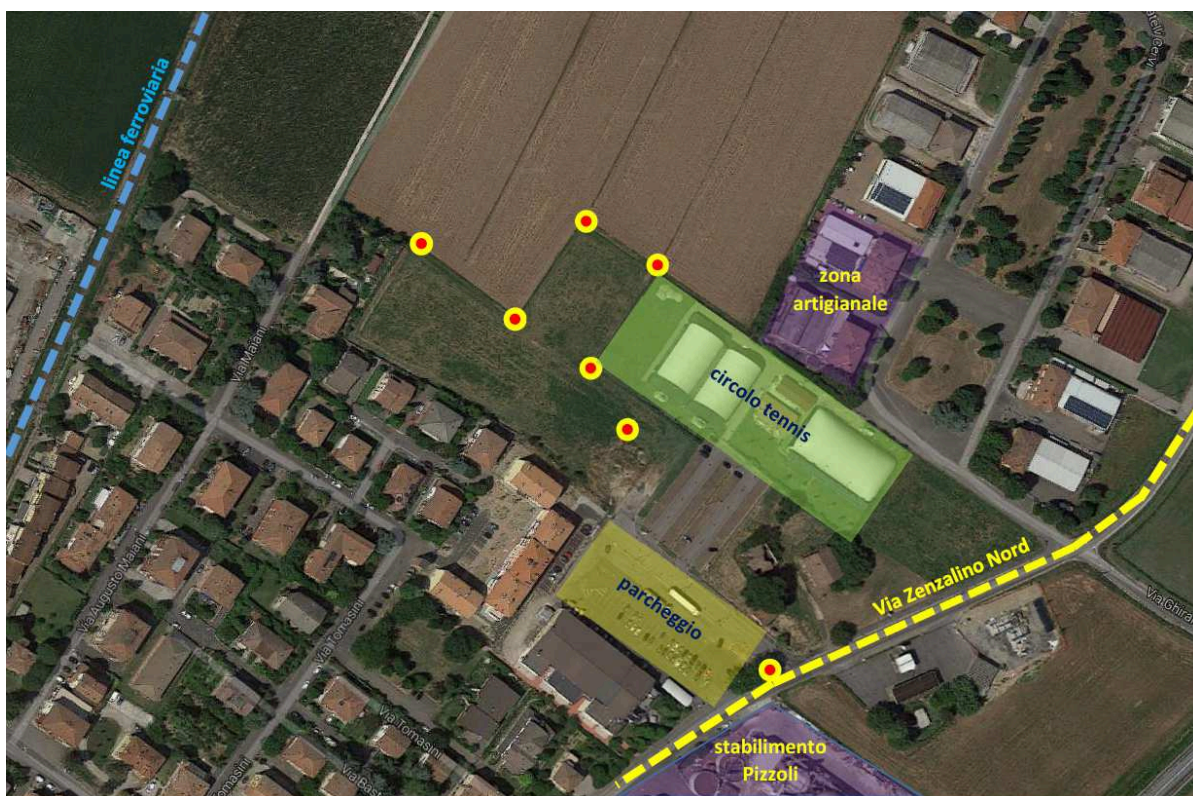 linea ferroviaria
Via Maiani
Via Augusto Maiani
Via Tomasini
Via Tomasini
Tomasini
zona
artigianale
circolo tennis
parcheggio
Via Zenzalino Nord
stabilimento
Pizzoli